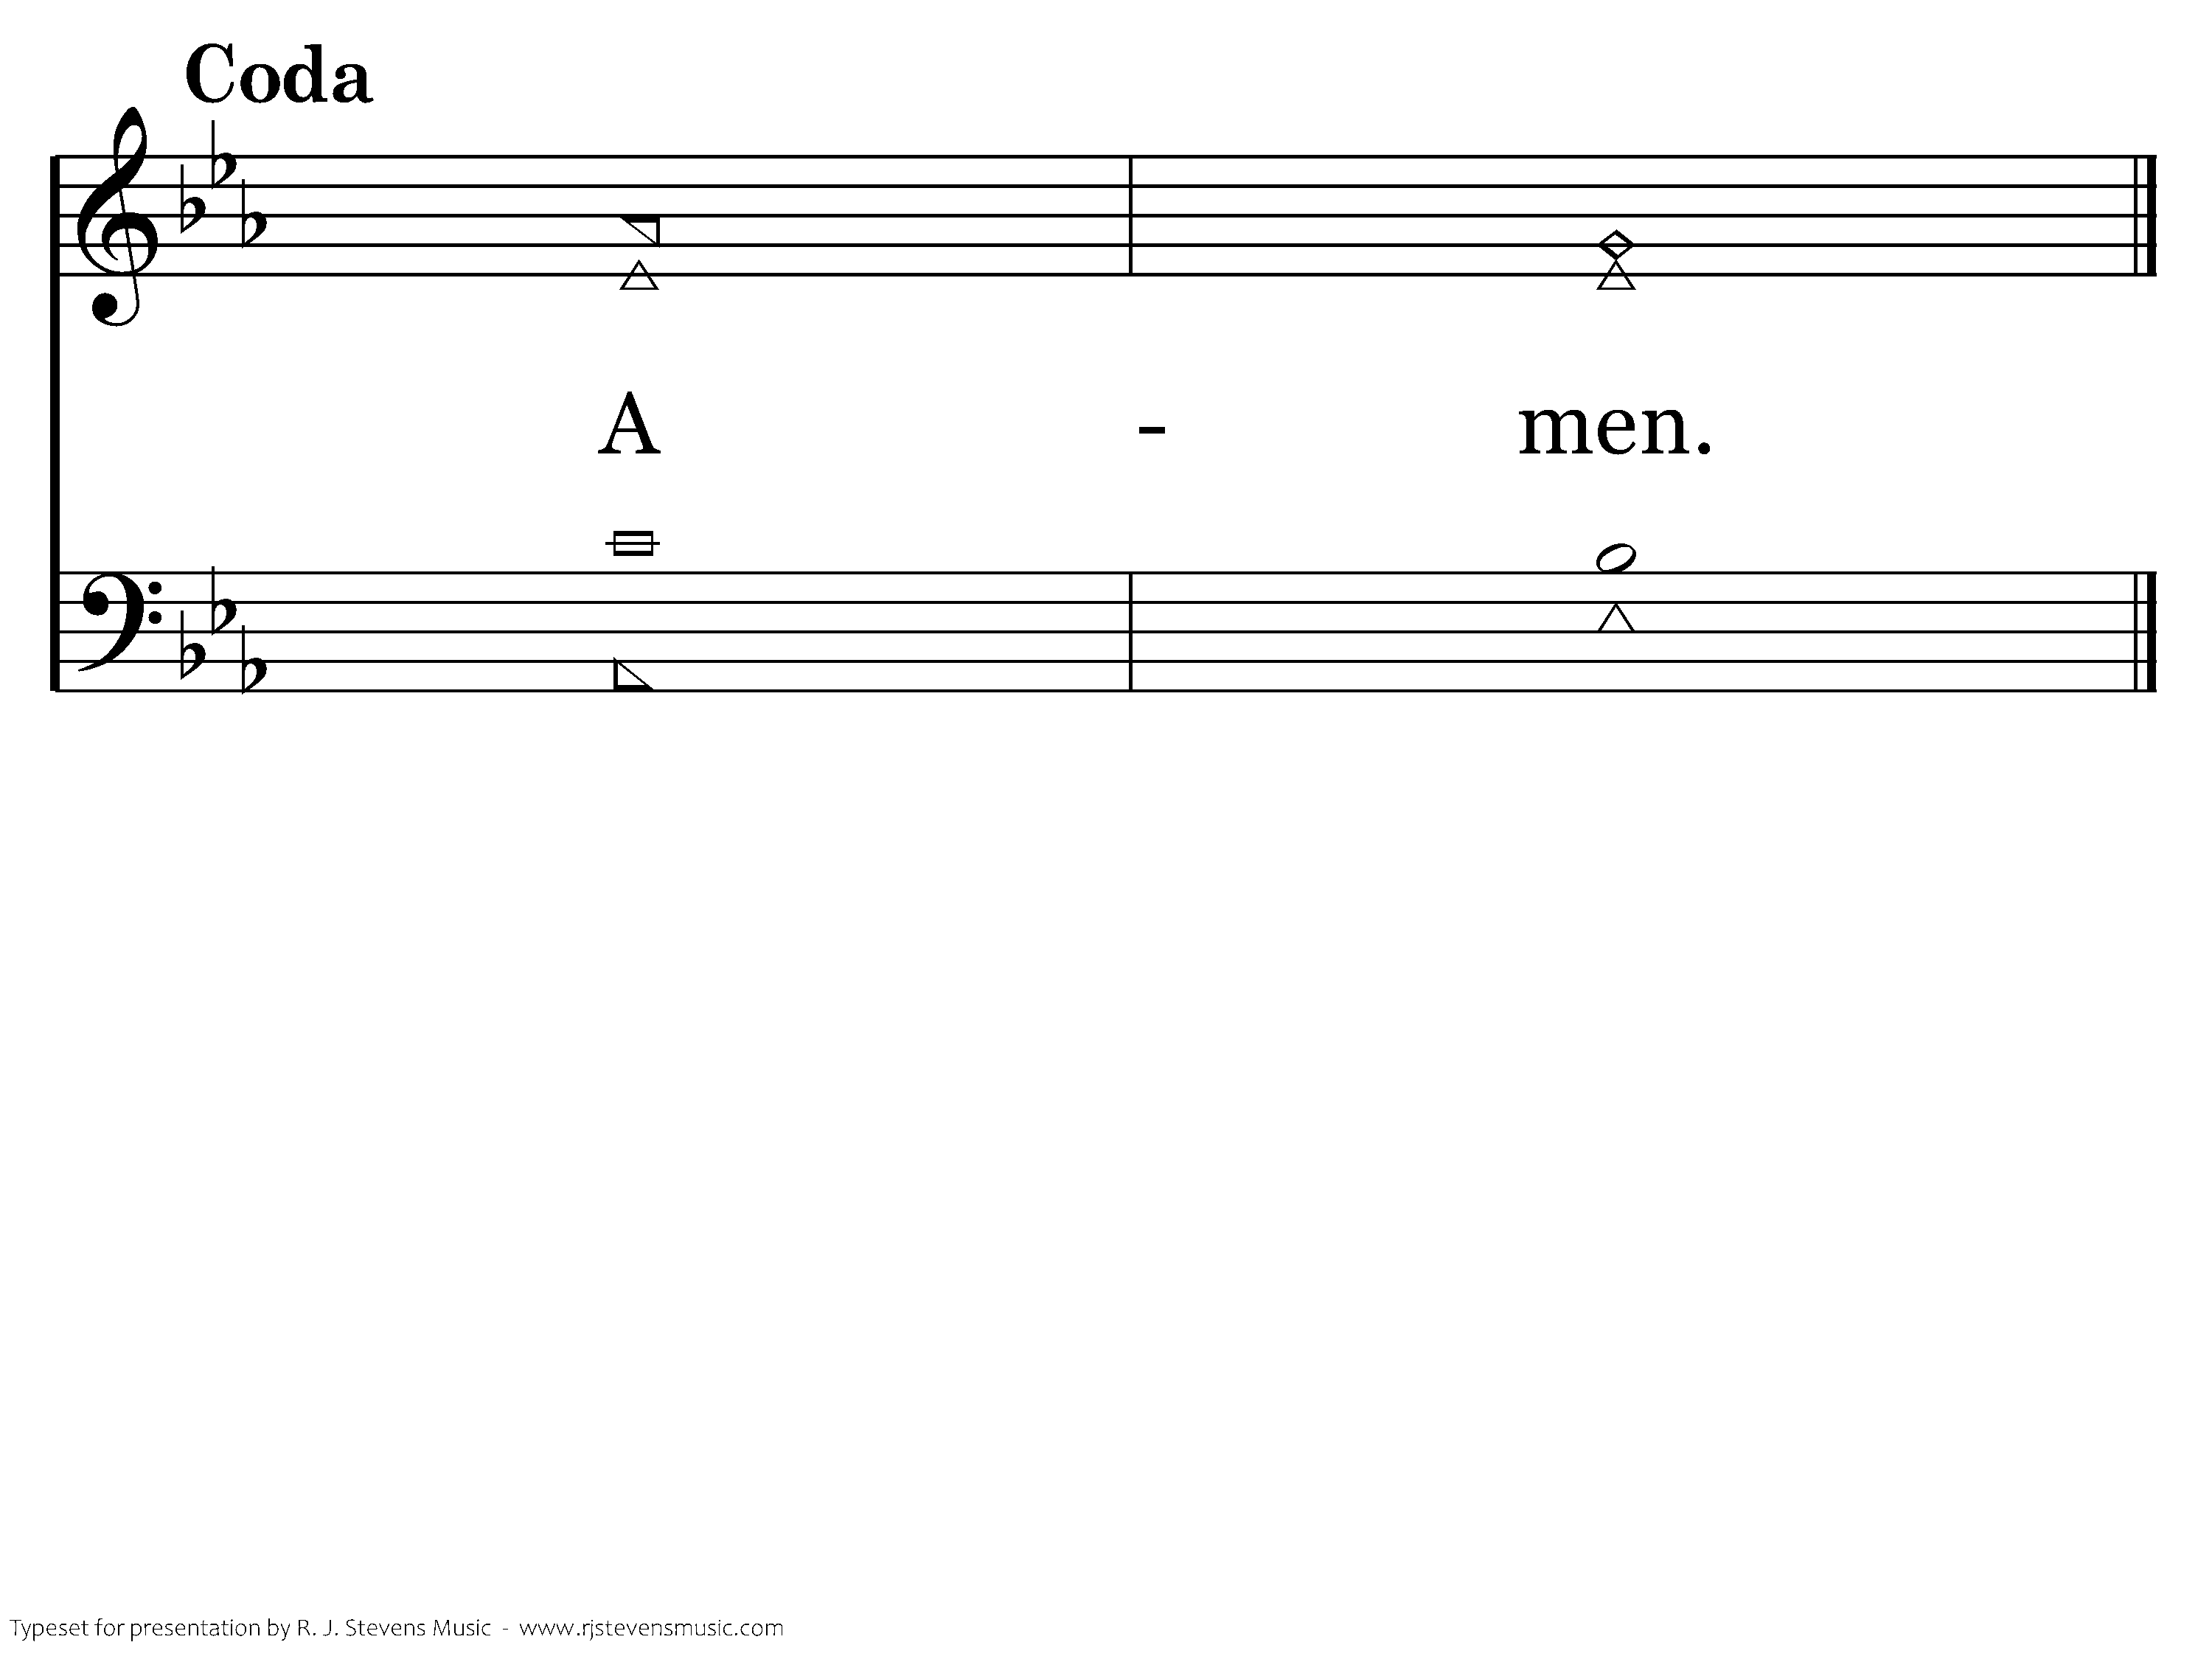 Coda
A - men.
Typeset for presentation by R. J. Stevens Music - www.rjstevensmusic.com